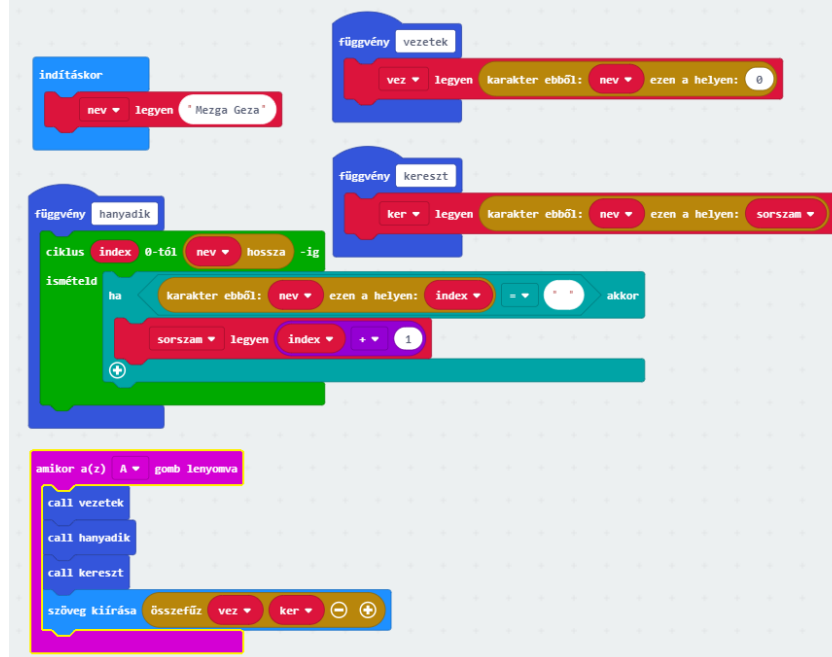 indításkor
nev legyen "Mezga Geza"
függvény vezetek
vez legyen karakter ebből: nev ezen a helyen: 0
függvény kereszt
ker legyen karakter ebből: nev ezen a helyen: sorszam
függvény hanyadik
ciklus index 0-tól nev hossza -ig
ismételd
ha karakter ebből: nev ezen a helyen: index = " " akkor
sorszam legyen index + 1
amikor a(z) A gomb lenyomva
call vezetek
call hanyadik
call kereszt
szöveg kiírása összefűz vez ker